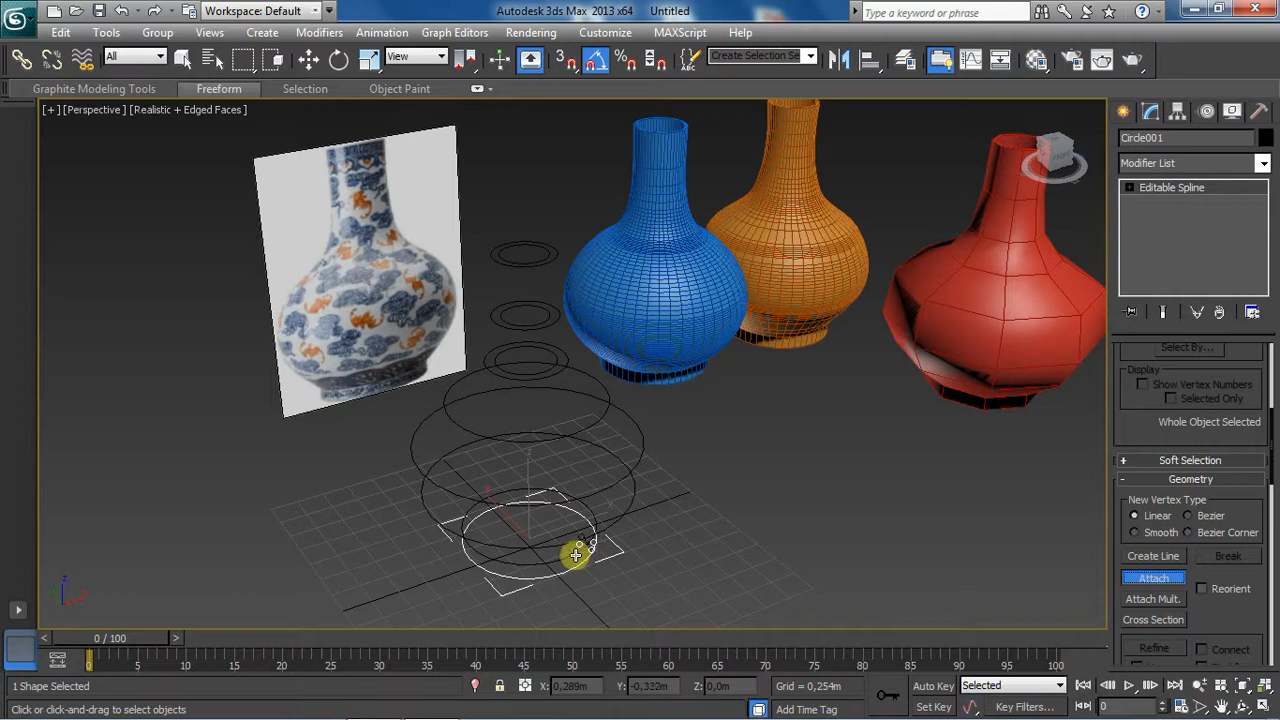 Workspace: Default
Autodesk 3ds Max 2013 x64 Untitled
Type a keyword or phrase
Edit Tools Group Views Create Modifiers Animation Graph Editors Rendering Customize MAXScript Help
All View 3 Create Selection Se
Graphite Modeling Tools Freeform Selection Object Paint
[+] [Perspective] [Realistic + Edged Faces]
Circle001
Modifier List
Editable Spline
Select By...
Display
Show Vertex Numbers
Selected Only
Whole Object Selected
+ Soft Selection
- Geometry
New Vertex Type
Linear Bezier
Smooth Bezier Corner
Create Line Break
Attach Reorient
Attach Mult.
Cross Section
Refine Connect
< 0 / 100 >
0 5 10 15 20 25 30 35 40 45 50 55 60 65 70 75 80 85 90 95 100
1 Shape Selected X: 0,289m Y: -0,322m Z: 0,0m Grid = 0,254m Auto Key Selected
Click or click-and-drag to select objects Add Time Tag Set Key Key Filters... 0